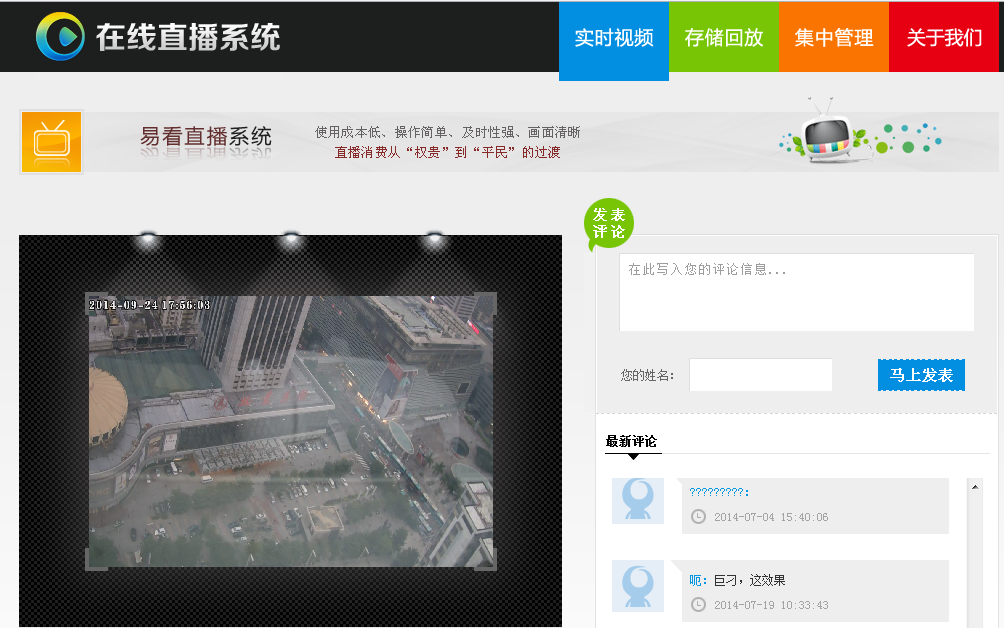 在线直播系统
实时视频
存储回放
集中管理
关于我们
易看直播系统
使用成本低、操作简单、及时性强、画面清晰
直播消费从“权贵”到“平民”的过渡
发表
评论
在此写入您的评论信息...
2014-09-24 17:56:03
您的姓名:
马上发表
最新评论
?????????:
2014-07-04 15:40:06
呃: 巨刁，这效果
2014-07-19 10:33:43